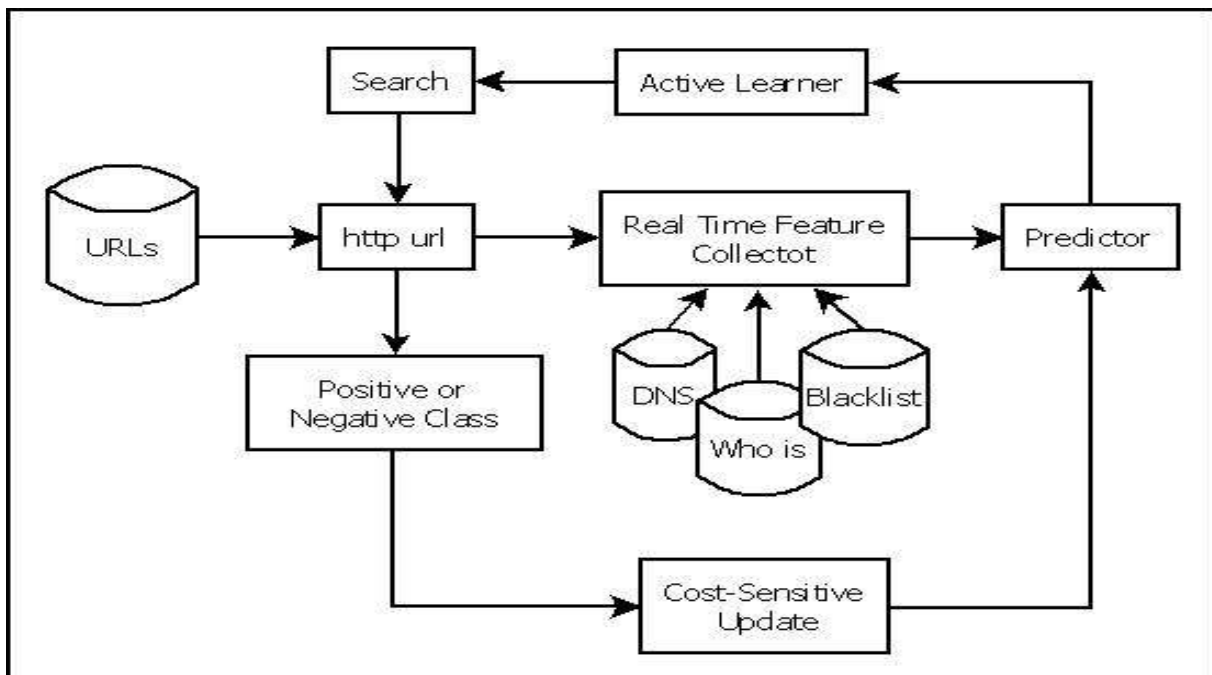 Search
Active Learner
URLs
http url
Real Time Feature
Collectot
Predictor
Positive or
Negative Class
DNS
Who is
Blacklist
Cost-Sensitive
Update